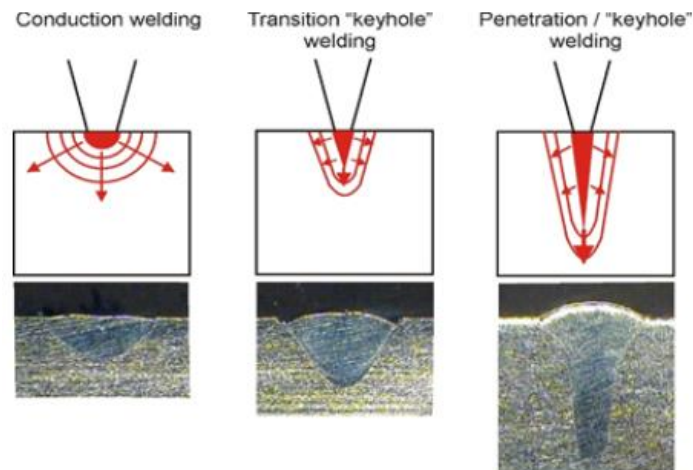 Conduction welding
Transition “keyhole”
welding
Penetration / “keyhole”
welding